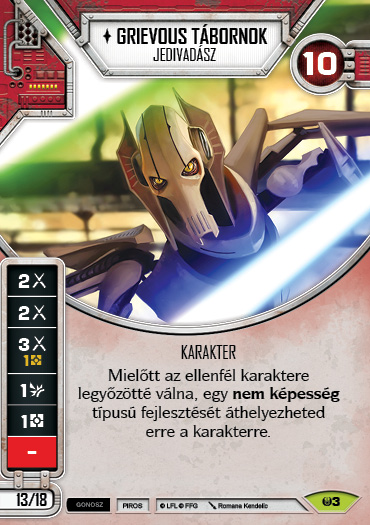 GRIEVOUS TÁBORNOK
JEDIVADÁSZ
10
2
2
3
1
1
1
-
KARAKTER
Mielőtt az ellenfél karaktere
legyőzötté válna, egy nem képesség
típusú fejlesztését áthelyezheted
erre a karakterre.
13/18
GONOSZ
PIROS
© LFL © FFG
Romana Kendelic
3